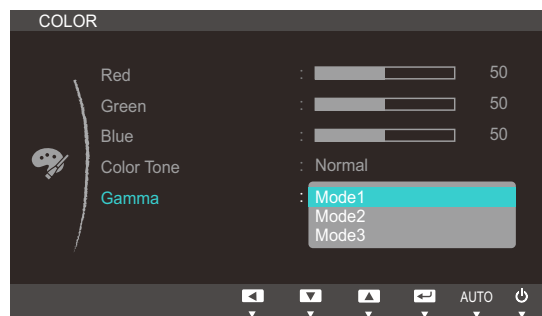 COLOR
Red : 50
Green : 50
Blue : 50
Color Tone : Normal
Gamma : Mode1
Mode2
Mode3
AUTO